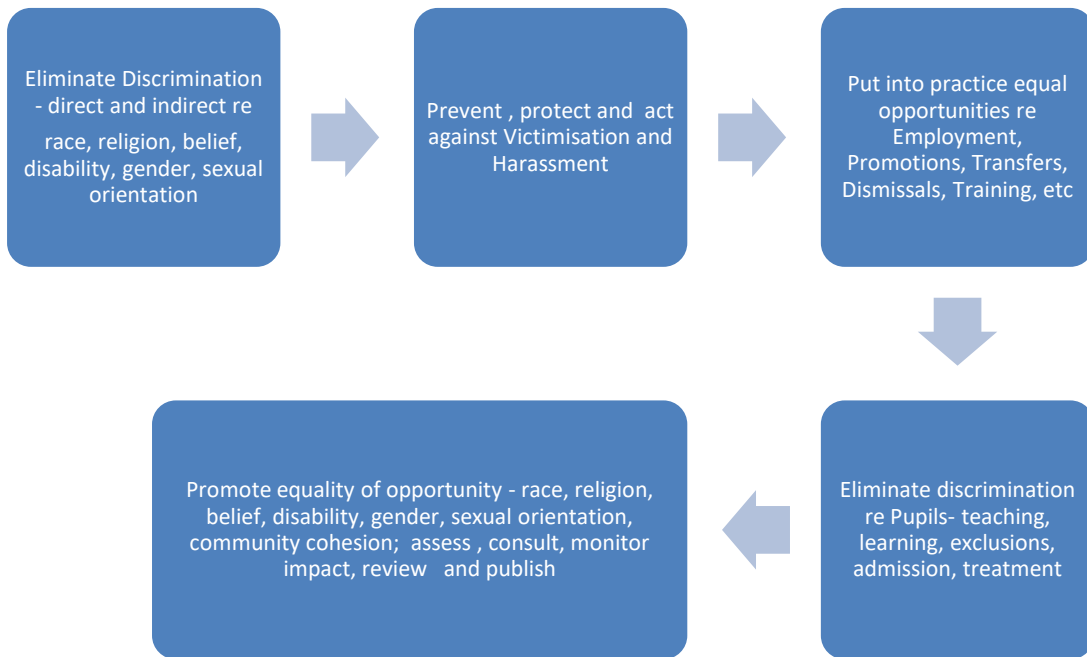 Eliminate Discrimination
- direct and indirect re
race, religion, belief,
disability, gender, sexual
orientation
Prevent , protect and  act
against Victimisation and
Harassment
Put into practice equal
opportunities re
Employment,
Promotions, Transfers,
Dismissals, Training, etc
Eliminate discrimination
re Pupils- teaching,
learning, exclusions,
admission, treatment
Promote equality of opportunity - race, religion,
belief, disability, gender, sexual orientation,
community cohesion;  assess , consult, monitor
impact, review   and publish